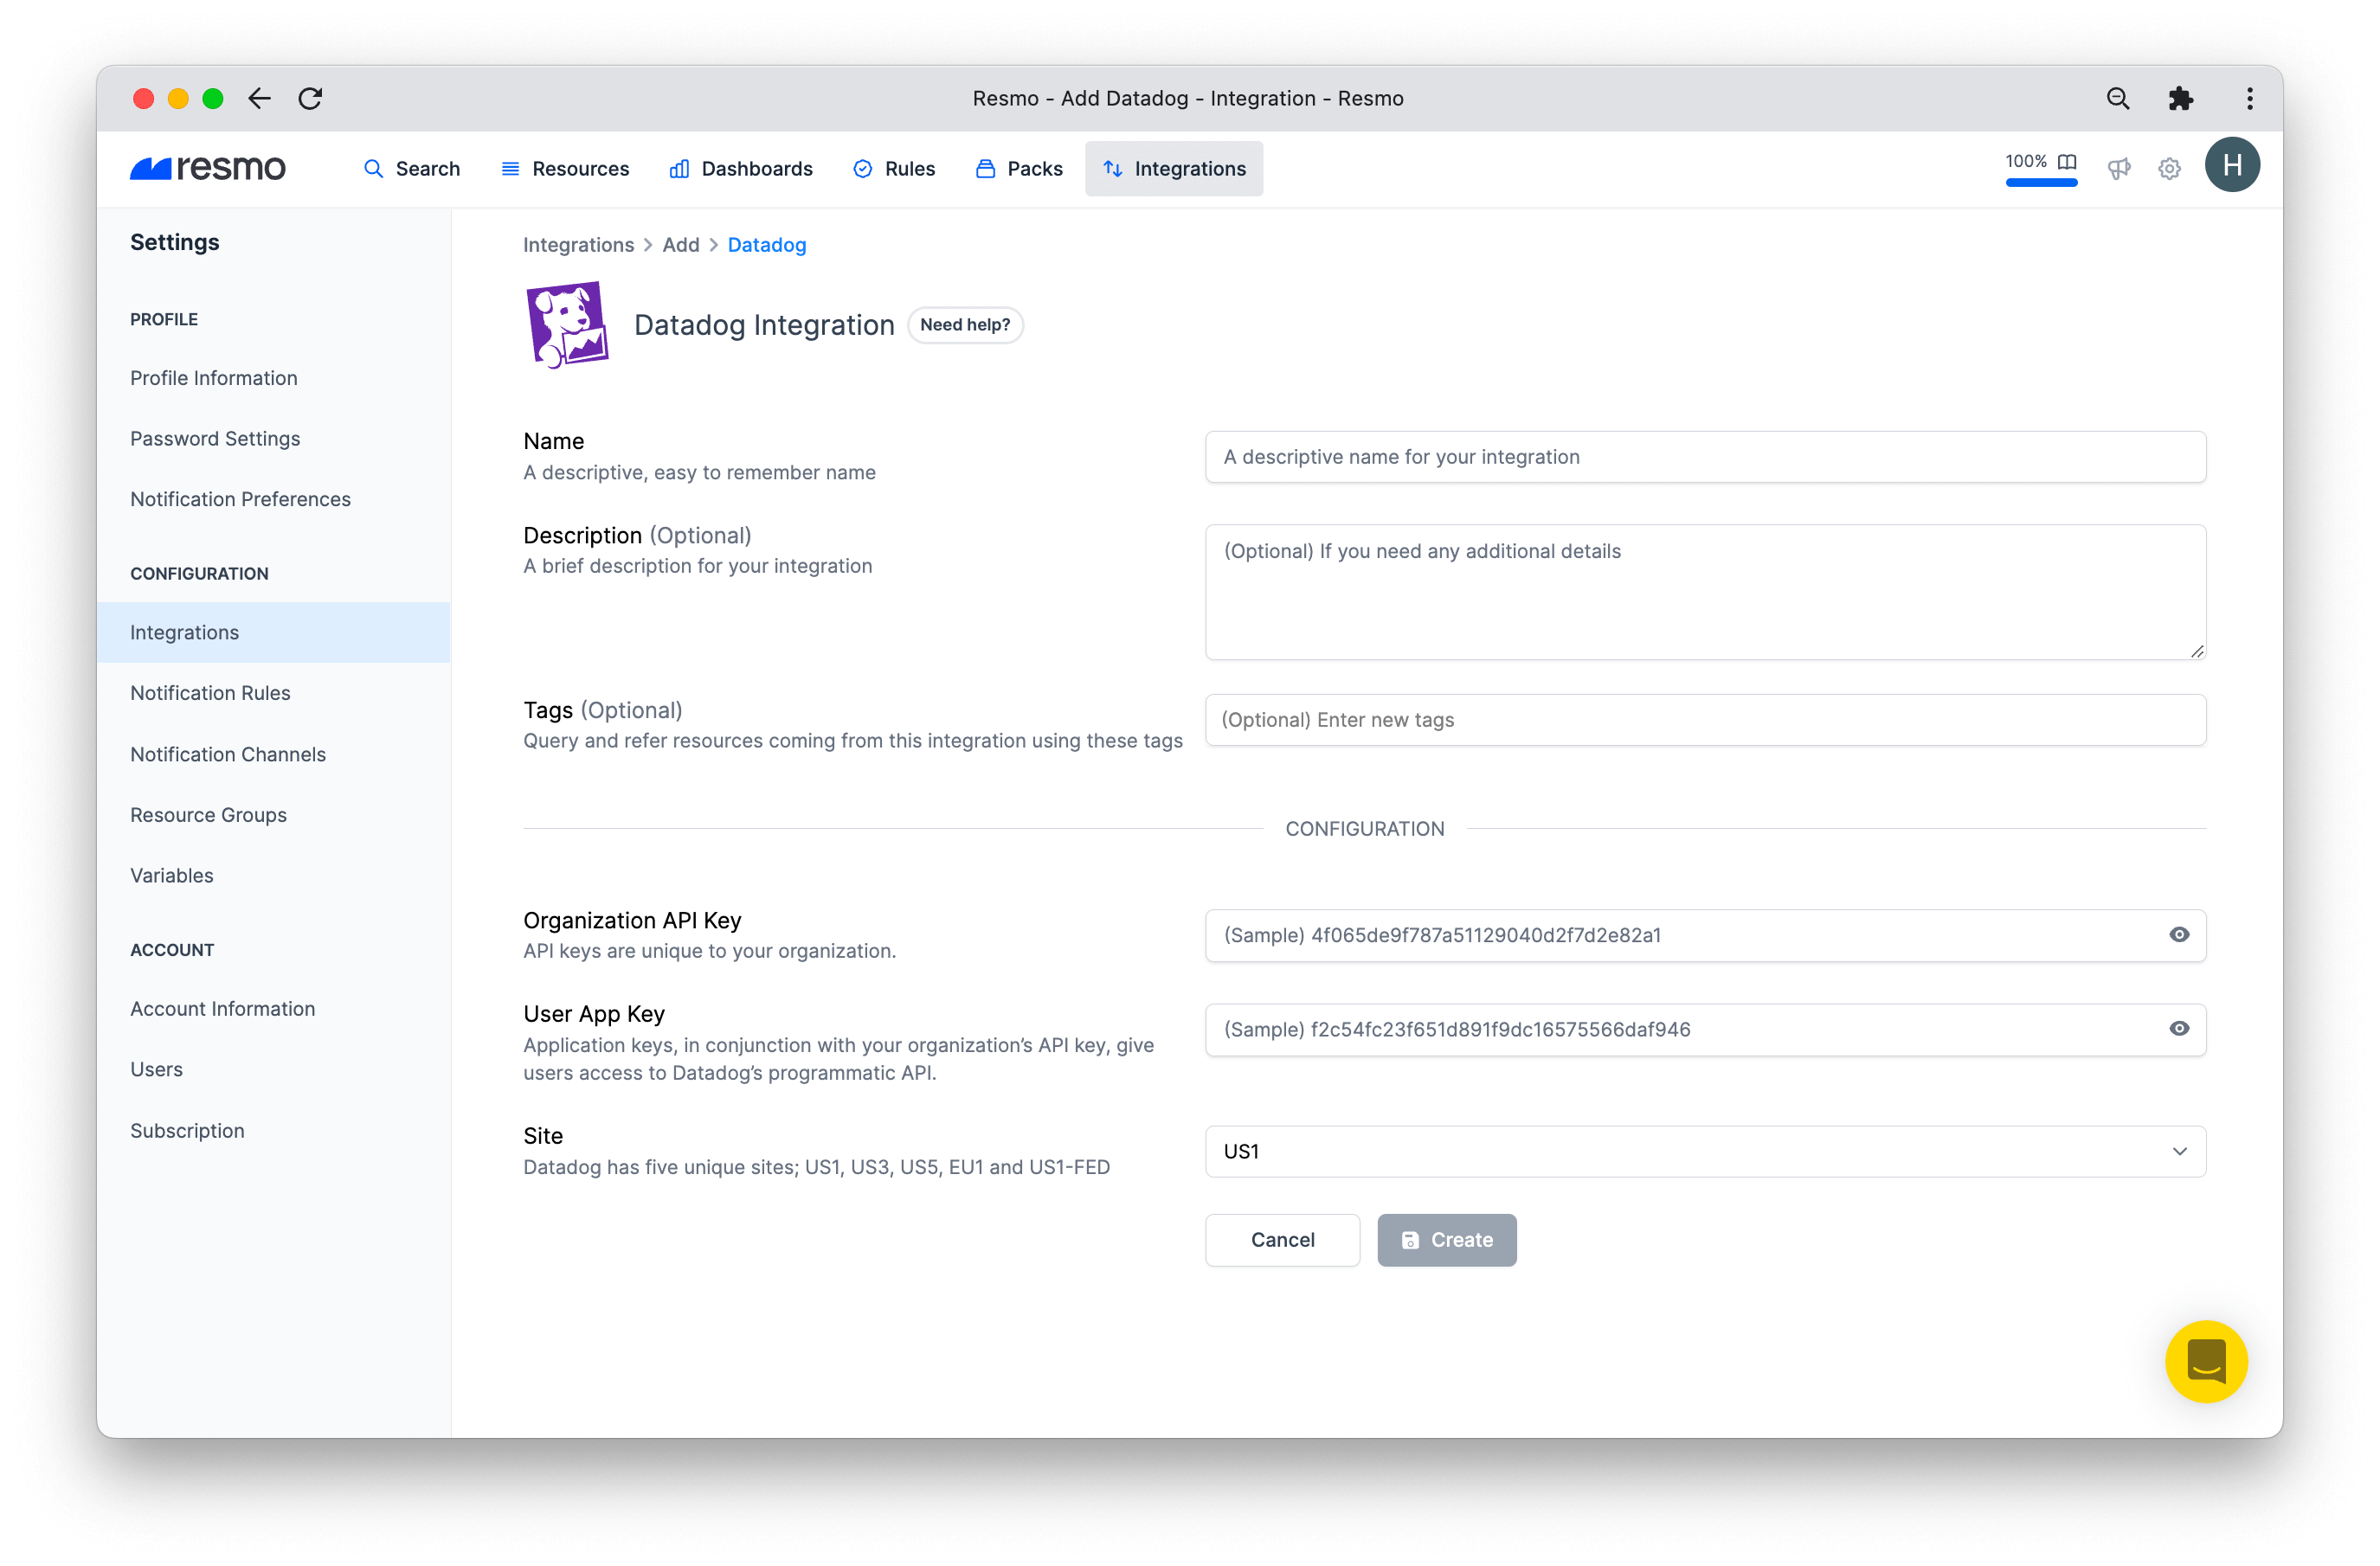 Resmo - Add Datadog - Integration - Resmo
resmo
Search
Resources
Dashboards
Rules
Packs
Integrations
100%
H
Settings
PROFILE
Profile Information
Password Settings
Notification Preferences
CONFIGURATION
Integrations
Notification Rules
Notification Channels
Resource Groups
Variables
ACCOUNT
Account Information
Users
Subscription
Integrations > Add > Datadog
Datadog Integration
Need help?
Name
A descriptive, easy to remember name
A descriptive name for your integration
Description (Optional)
A brief description for your integration
(Optional) If you need any additional details
Tags (Optional)
Query and refer resources coming from this integration using these tags
(Optional) Enter new tags
CONFIGURATION
Organization API Key
API keys are unique to your organization.
(Sample) 4f065de9f787a51129040d2f7d2e82a1
User App Key
Application keys, in conjunction with your organization’s API key, give
users access to Datadog’s programmatic API.
(Sample) f2c54fc23f651d891f9dc16575566daf946
Site
Datadog has five unique sites; US1, US3, US5, EU1 and US1-FED
US1
Cancel
Create